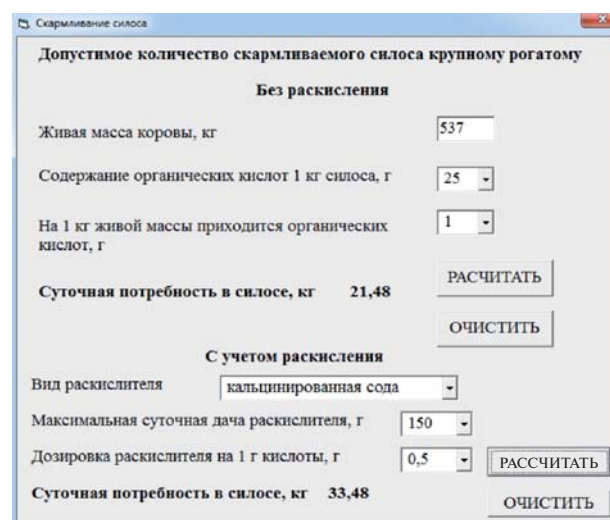 Скармливание силоса
Допустимое количество скармливаемого силоса крупному рогатому
Без раскисления
Живая масса коровы, кг 537
Содержание органических кислот 1 кг силоса, г 25
На 1 кг живой массы приходится органических 1
кислот, г
РАСЧИТАТЬ
Суточная потребность в силосе, кг 21,48
ОЧИСТИТЬ
С учетом раскисления
Вид раскислителя кальцинированная сода
Максимальная суточная дача раскислителя, г 150
Дозировка раскислителя на 1 г кислоты, г 0,5 РАССЧИТАТЬ
Суточная потребность в силосе, кг 33,48
ОЧИСТИТЬ